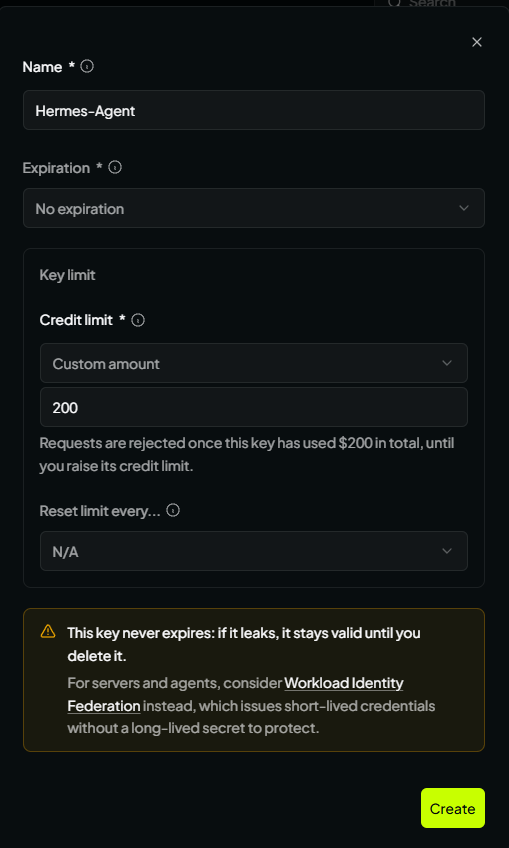 Search
Name *
Hermes-Agent
Expiration *
No expiration
Key limit
Credit limit *
Custom amount
200
Requests are rejected once this key has used $200 in total, until
you raise its credit limit.
Reset limit every...
N/A
This key never expires: if it leaks, it stays valid until you
delete it.
For servers and agents, consider Workload Identity
Federation instead, which issues short-lived credentials
without a long-lived secret to protect.
Create